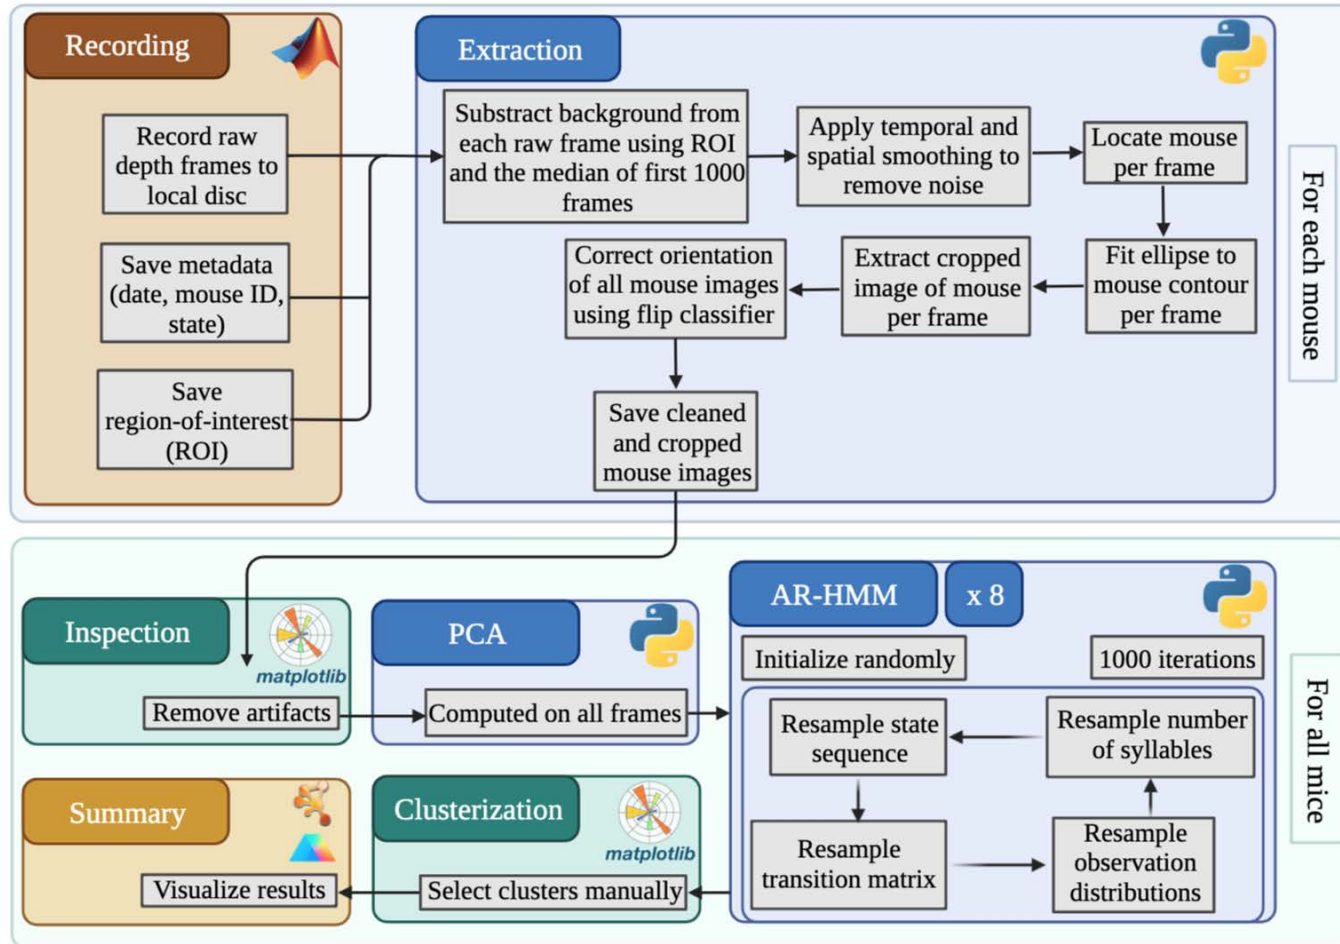 Recording
Record raw
depth frames to
local disc
Save metadata
(date, mouse ID,
state)
Save
region-of-interest
(ROI)
Extraction
Substract background from
each raw frame using ROI
and the median of first 1000
frames
Apply temporal and
spatial smoothing to
remove noise
Locate mouse
per frame
Fit ellipse to
mouse contour
per frame
Extract cropped
image of mouse
per frame
Correct orientation
of all mouse images
using flip classifier
Save cleaned
and cropped
mouse images
For each mouse
Inspection
matplotlib
Remove artifacts
PCA
Computed on all frames
AR-HMM
x 8
Initialize randomly
1000 iterations
Resample state
sequence
Resample number
of syllables
Resample
transition matrix
Resample
observation
distributions
Clusterization
matplotlib
Select clusters manually
Summary
Visualize results
For all mice